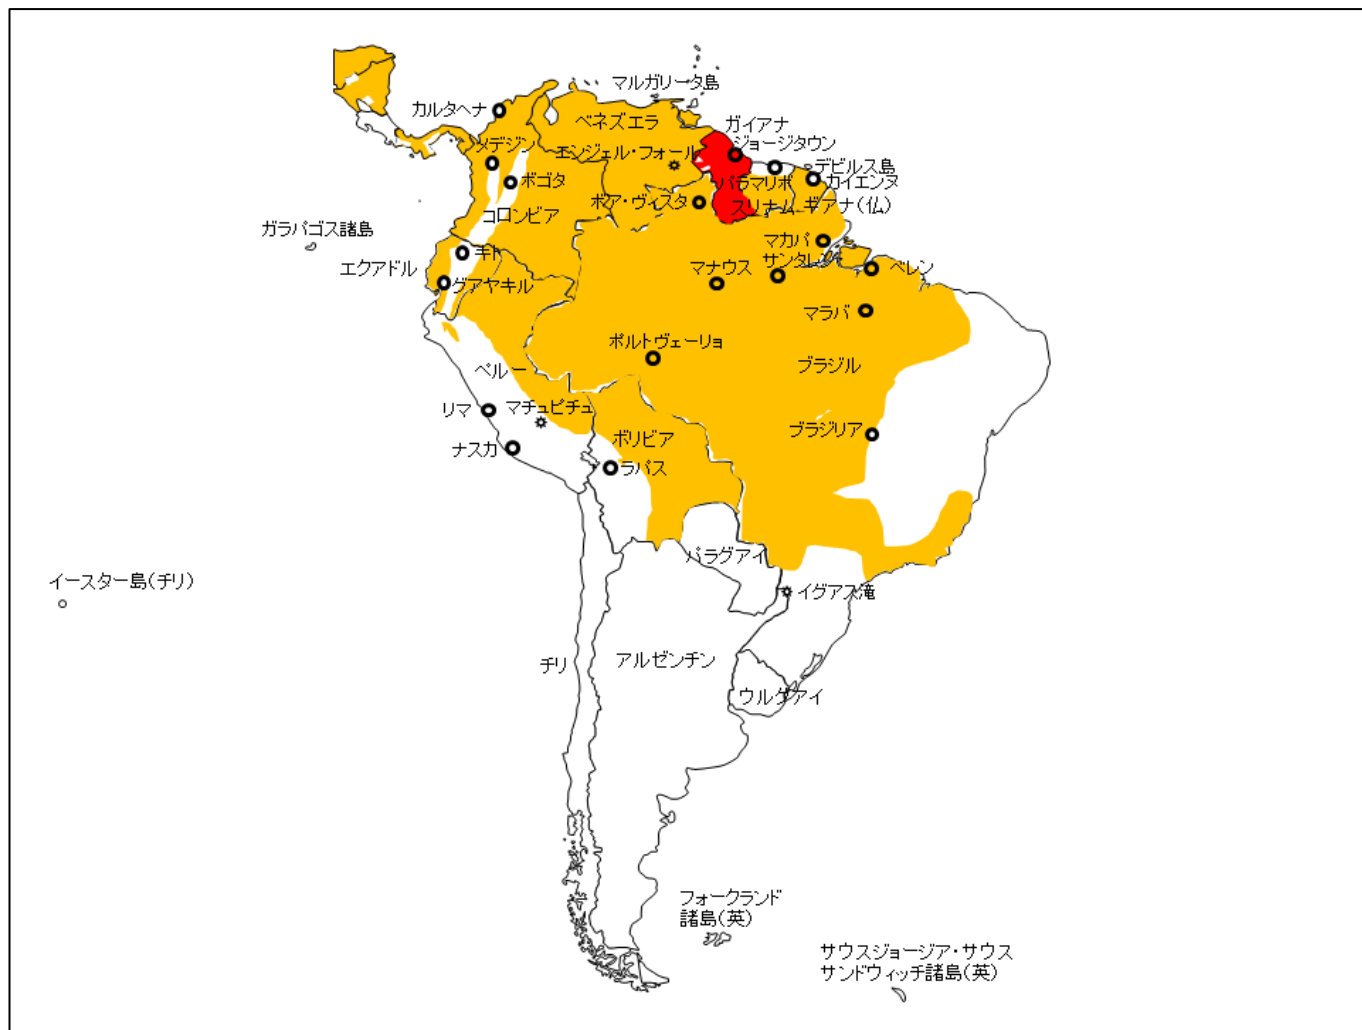 マルガリータ島
カルタヘナ
ベネズエラ
ガイアナ
ジョージタウン
メデジン
エンジェル・フォール
デビルス島
ボゴタ
パラマリボ
カイエンヌ
ボア・ヴィスタ
スリナム
ギアナ(仏)
コロンビア
ガラパゴス諸島
マカパ
キト
サンタレン
エクアドル
マナウス
ベレン
グアヤキル
マラバ
ポルトヴェーリョ
ペルー
ブラジル
リマ
マチュピチュ
ブラジリア
ナスカ
ボリビア
ラパス
パラグアイ
イースター島(チリ)
イグアス滝
チリ
アルゼンチン
ウルグアイ
フォークランド
諸島(英)
サウスジョージア・サウス
サンドウィッチ諸島(英)